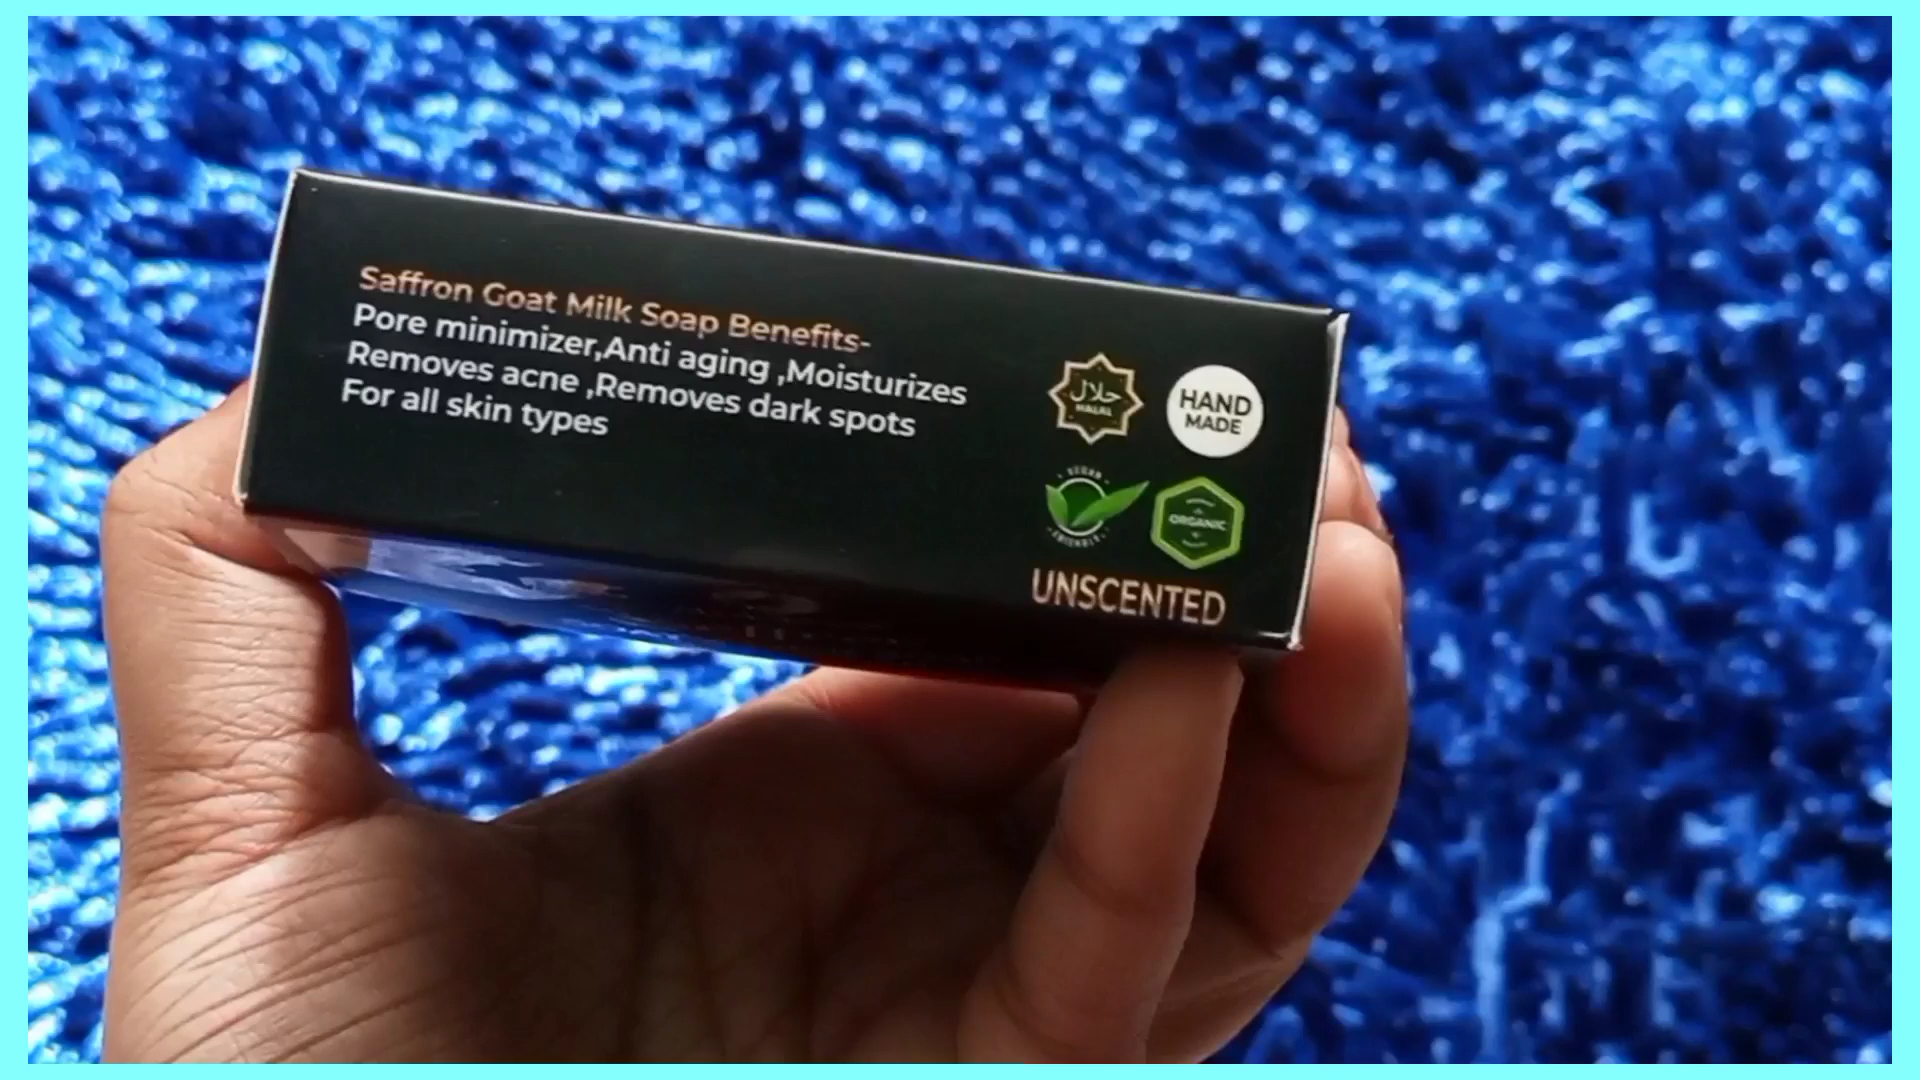 Saffron Goat Milk Soap Benefits-
Pore minimizer,Anti aging ,Moisturizes
Removes acne ,Removes dark spots
For all skin types
حلال
HALAL
HAND
MADE
VEGAN
FRIENDLY
ORGANIC
UNSCENTED